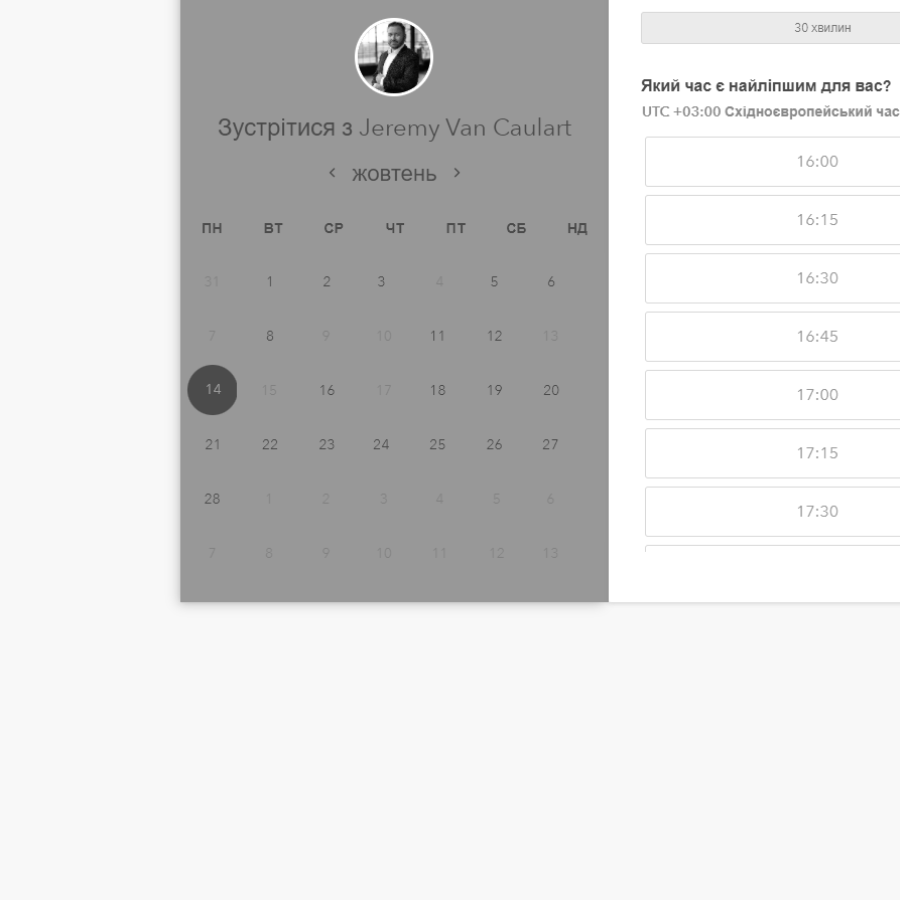 Зустрітися з Jeremy Van Caulart
жовтень
ПН ВТ СР ЧТ ПТ СБ НД
31 1 2 3 4 5 6
7 8 9 10 11 12 13
14 15 16 17 18 19 20
21 22 23 24 25 26 27
28 1 2 3 4 5 6
7 8 9 10 11 12 13
30 хвилин
Який час є найліпшим для вас?
UTC +03:00 Східноєвропейський час
16:00
16:15
16:30
16:45
17:00
17:15
17:30